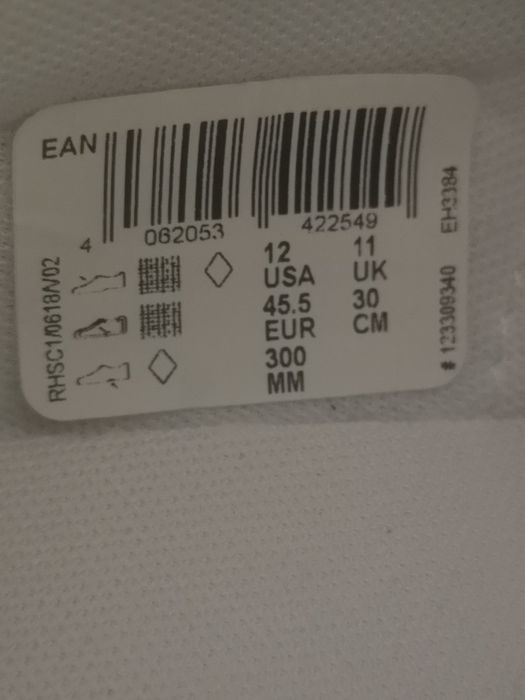 EAN
4 062053 422549
12 11
USA UK
45.5 30
EUR CM
300
MM
RHSC1/0618/V/02
EH3384
# 123309340